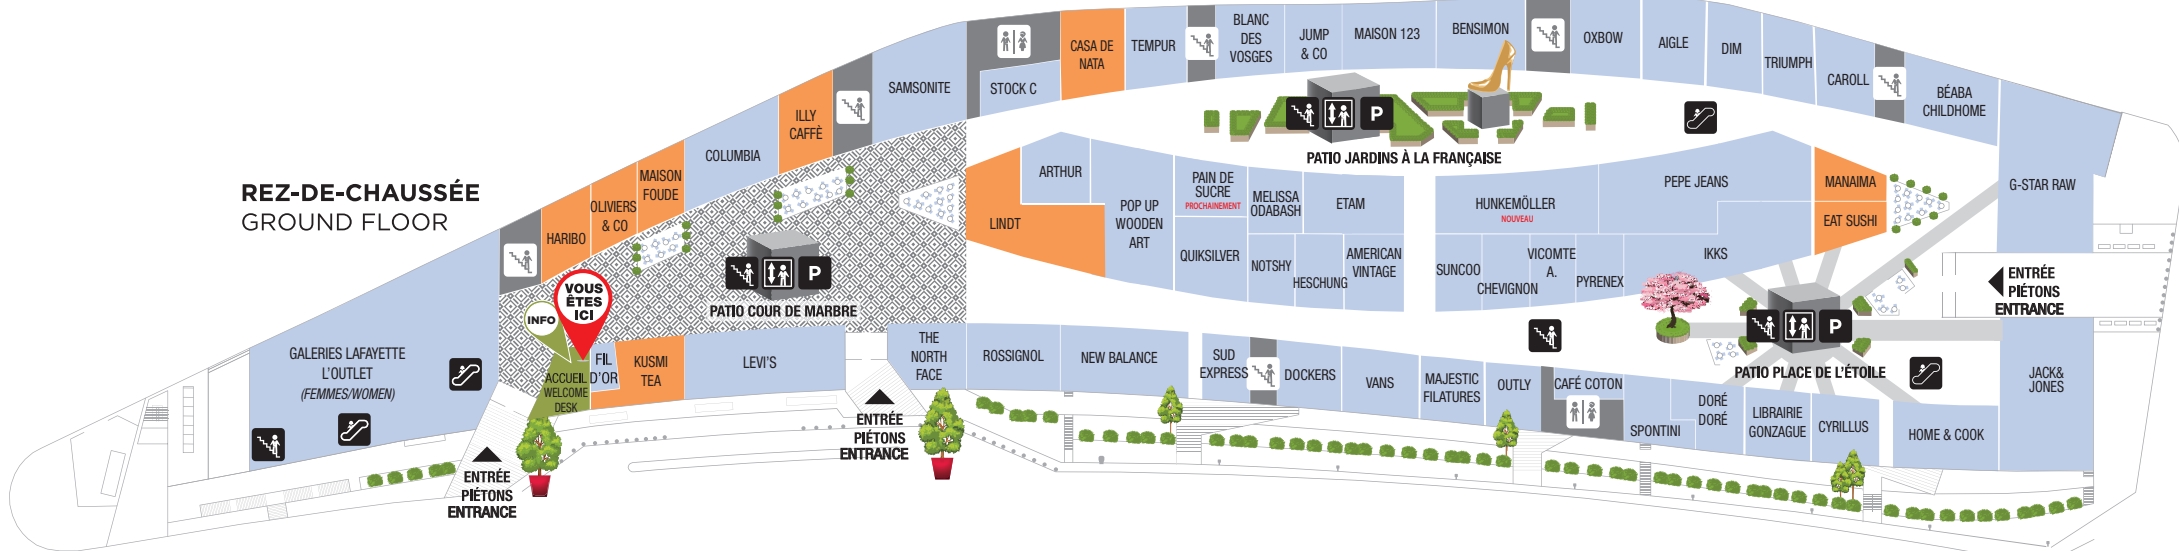 REZ-DE-CHAUSSÉE
GROUND FLOOR
GALERIES LAFAYETTE
L'OUTLET
(FEMMES/WOMEN)
HARIBO
OLIVIERS
& CO
MAISON
FOUDE
COLUMBIA
ILLY
CAFFÈ
SAMSONITE
STOCK C
CASA DE
NATA
TEMPUR
BLANC
DES
VOSGES
JUMP
& CO
MAISON 123
BENSIMON
OXBOW
AIGLE
DIM
TRIUMPH
CAROLL
BÉABA
CHILDHOME
G-STAR RAW
P
PATIO JARDINS À LA FRANÇAISE
LINDT
ARTHUR
POP UP
WOODEN
ART
PAIN DE
SUCRE
PROCHAINEMENT
QUIKSILVER
MELISSA
ODABASH
ETAM
NOTSHY
HESCHUNG
AMERICAN
VINTAGE
HUNKEMÖLLER
NOUVEAU
PEPE JEANS
SUNCOO
CHEVIGNON
VICOMTE
A.
PYRENEX
IKKS
MANAIMA
EAT SUSHI
INFO
VOUS
ÊTES
ICI
P
PATIO COUR DE MARBRE
P
PATIO PLACE DE L'ÉTOILE
ENTRÉE
PIÉTONS
ENTRANCE
ACCUEIL
WELCOME
DESK
FIL
D'OR
KUSMI
TEA
LEVI'S
THE
NORTH
FACE
ROSSIGNOL
NEW BALANCE
SUD
EXPRESS
DOCKERS
VANS
MAJESTIC
FILATURES
OUTLY
CAFÉ COTON
SPONTINI
DORÉ
DORÉ
LIBRAIRIE
GONZAGUE
CYRILLUS
HOME & COOK
JACK&
JONES
ENTRÉE
PIÉTONS
ENTRANCE
ENTRÉE
PIÉTONS
ENTRANCE